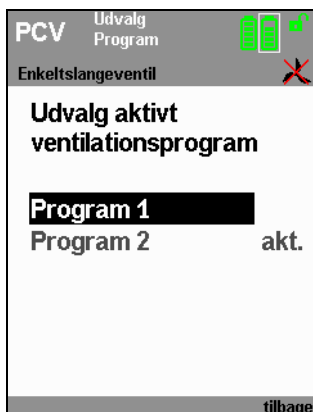 PCV Udvalg
Program
Enkeltslangeventil
Udvalg aktivt
ventilationsprogram
Program 1
Program 2 akt.
tilbage